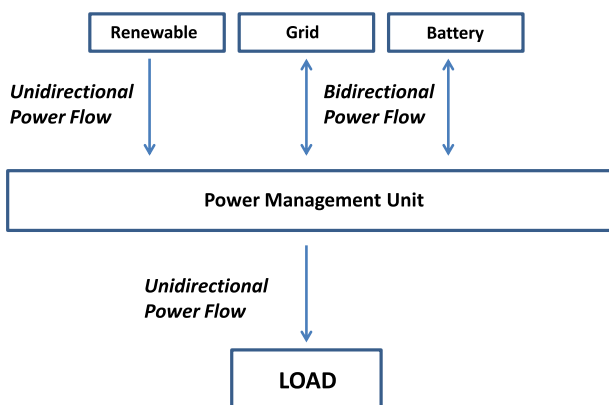 Renewable
Grid
Battery
Unidirectional
Power Flow
Bidirectional
Power Flow
Power Management Unit
Unidirectional
Power Flow
LOAD